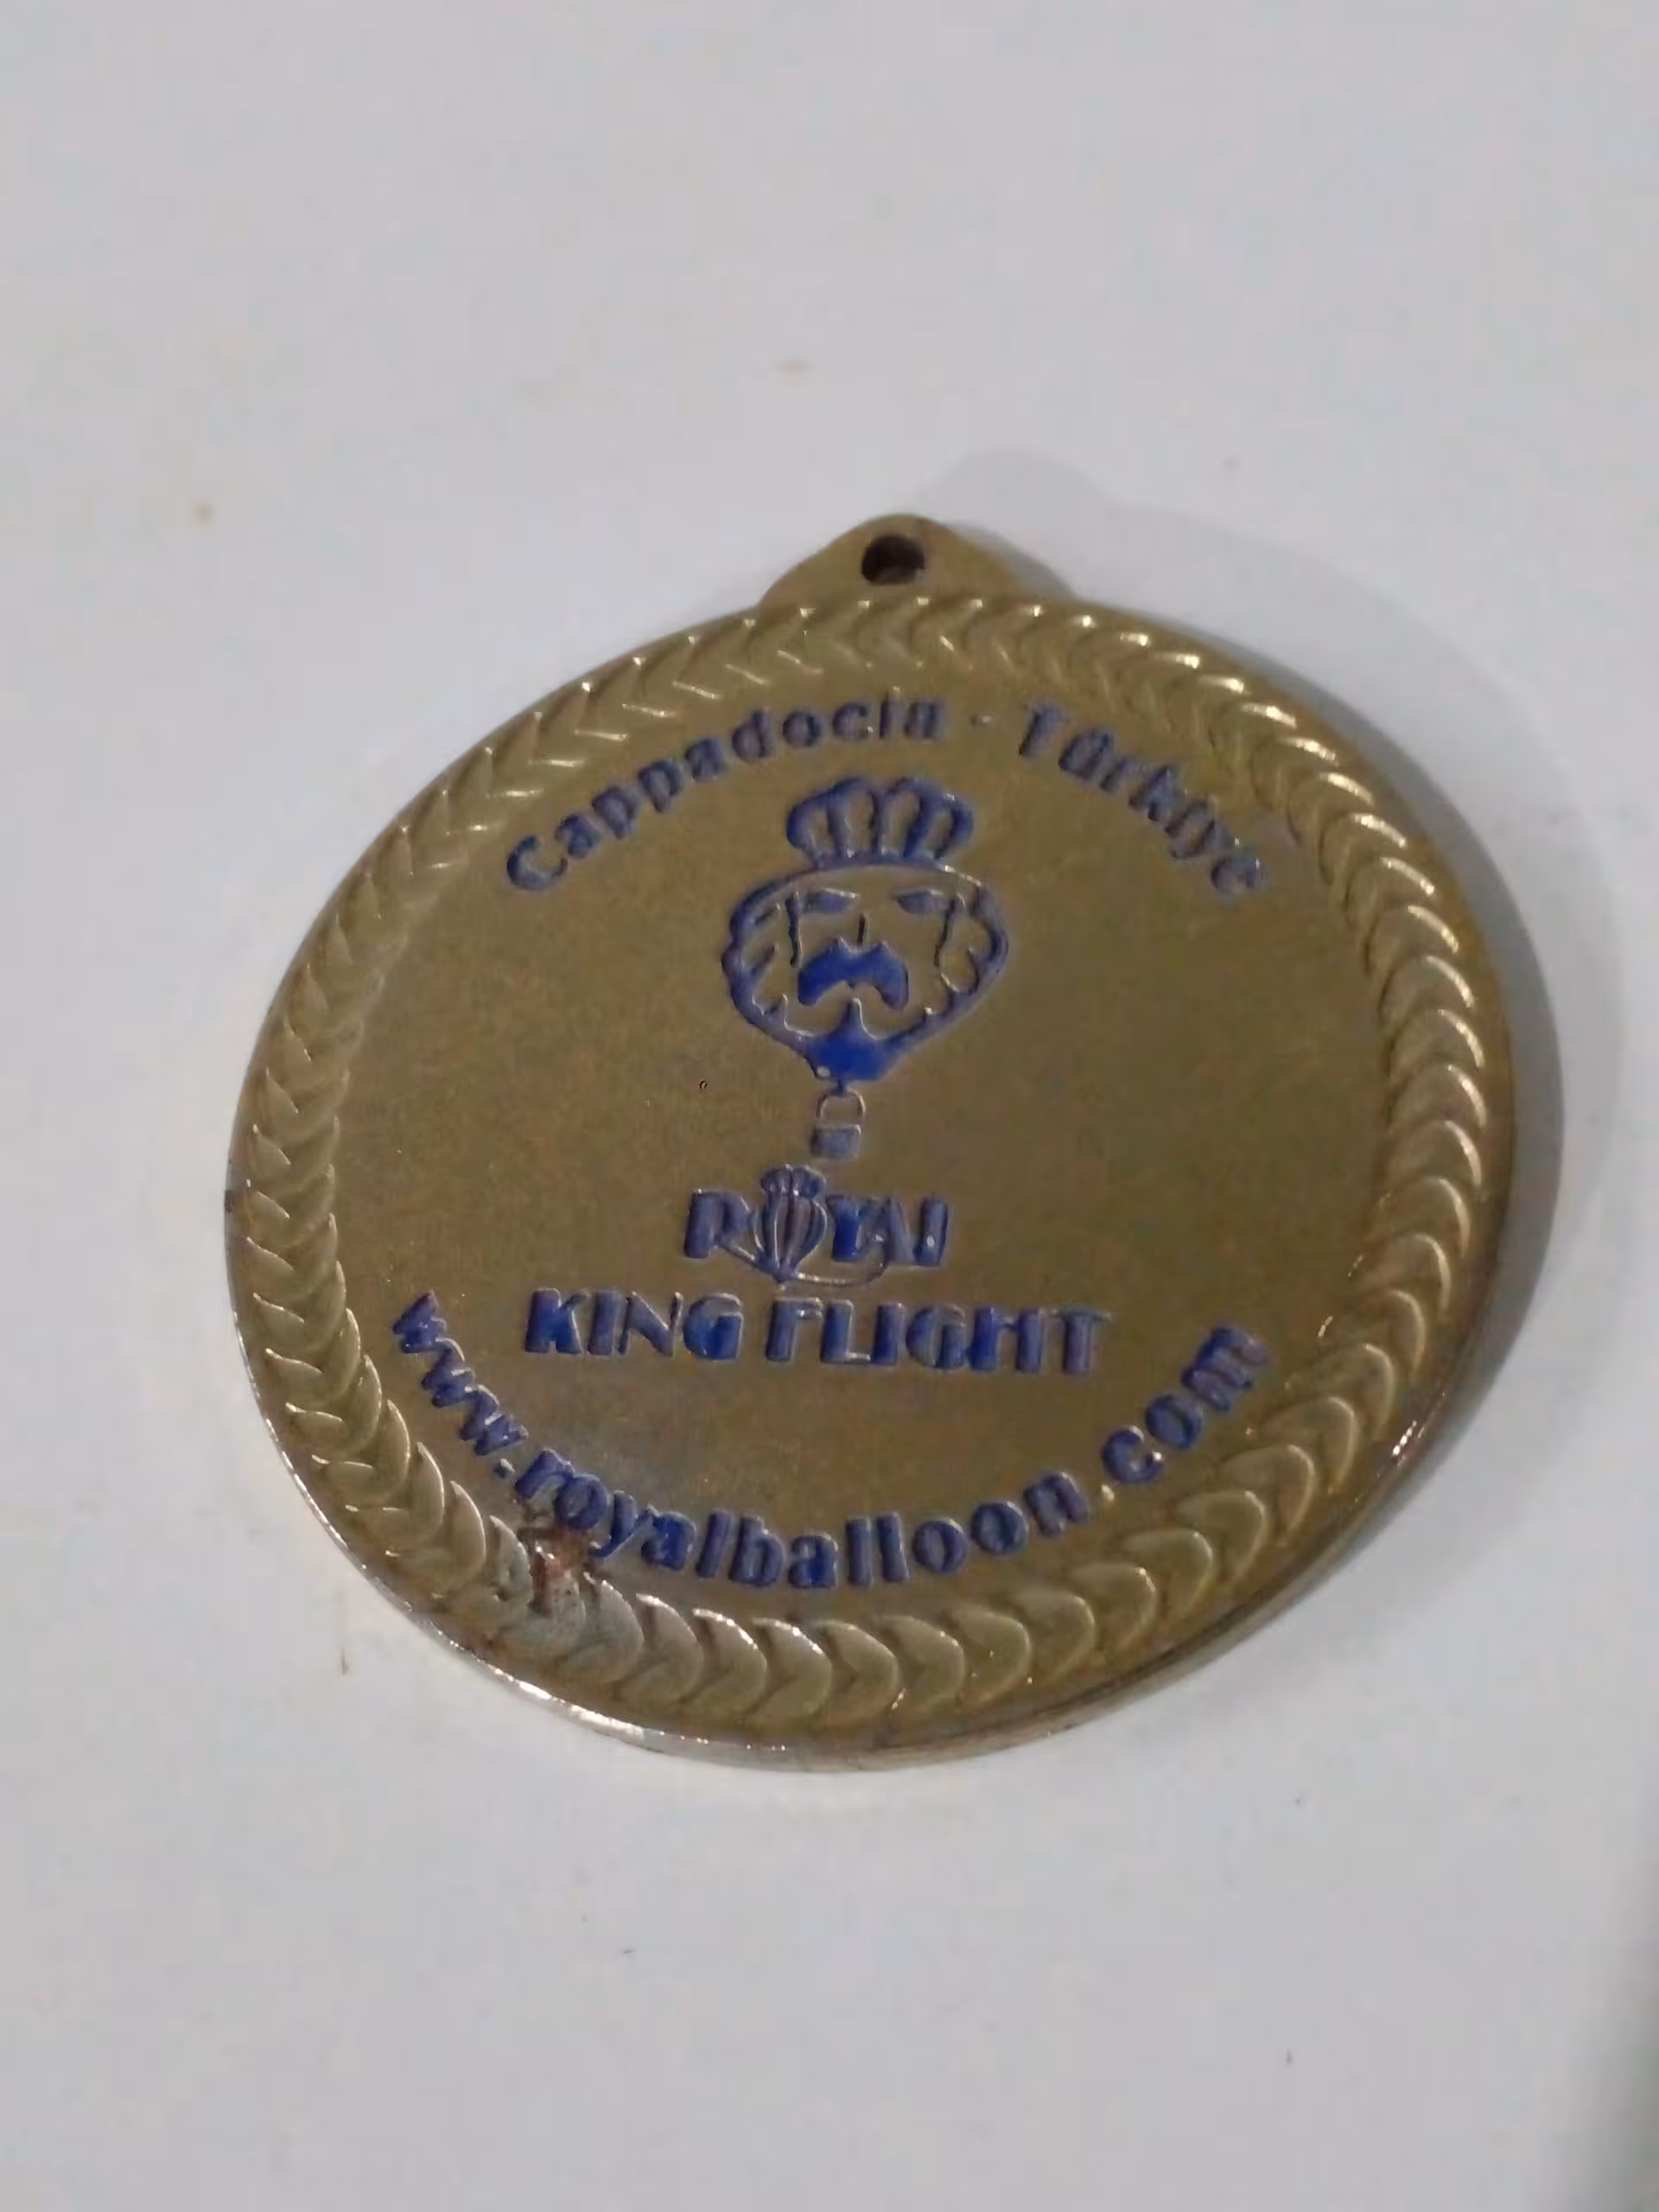 Cappadocia - Türkiye
ROYAL
KING FLIGHT
www.royalballoon.com